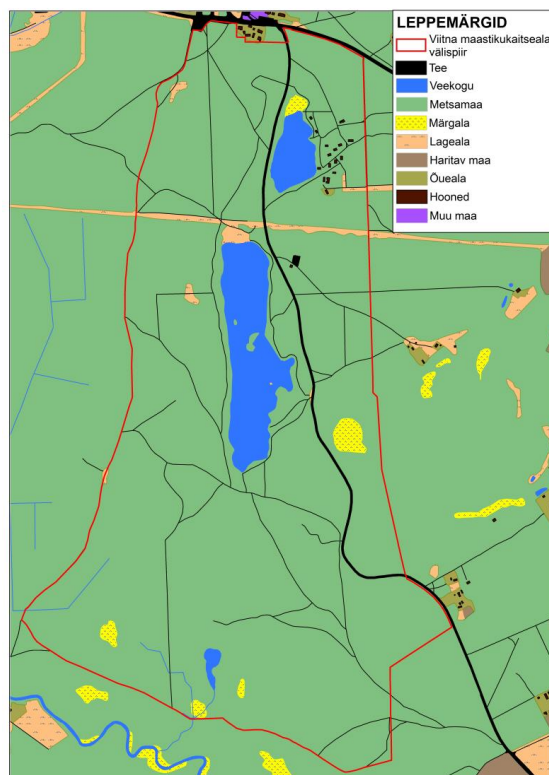 LEPPEMÄRGID
Viitna maastikukaitseala
välispiir
Tee
Veekogu
Metsamaa
Märgala
Lageala
Haritav maa
Õueala
Hooned
Muu maa